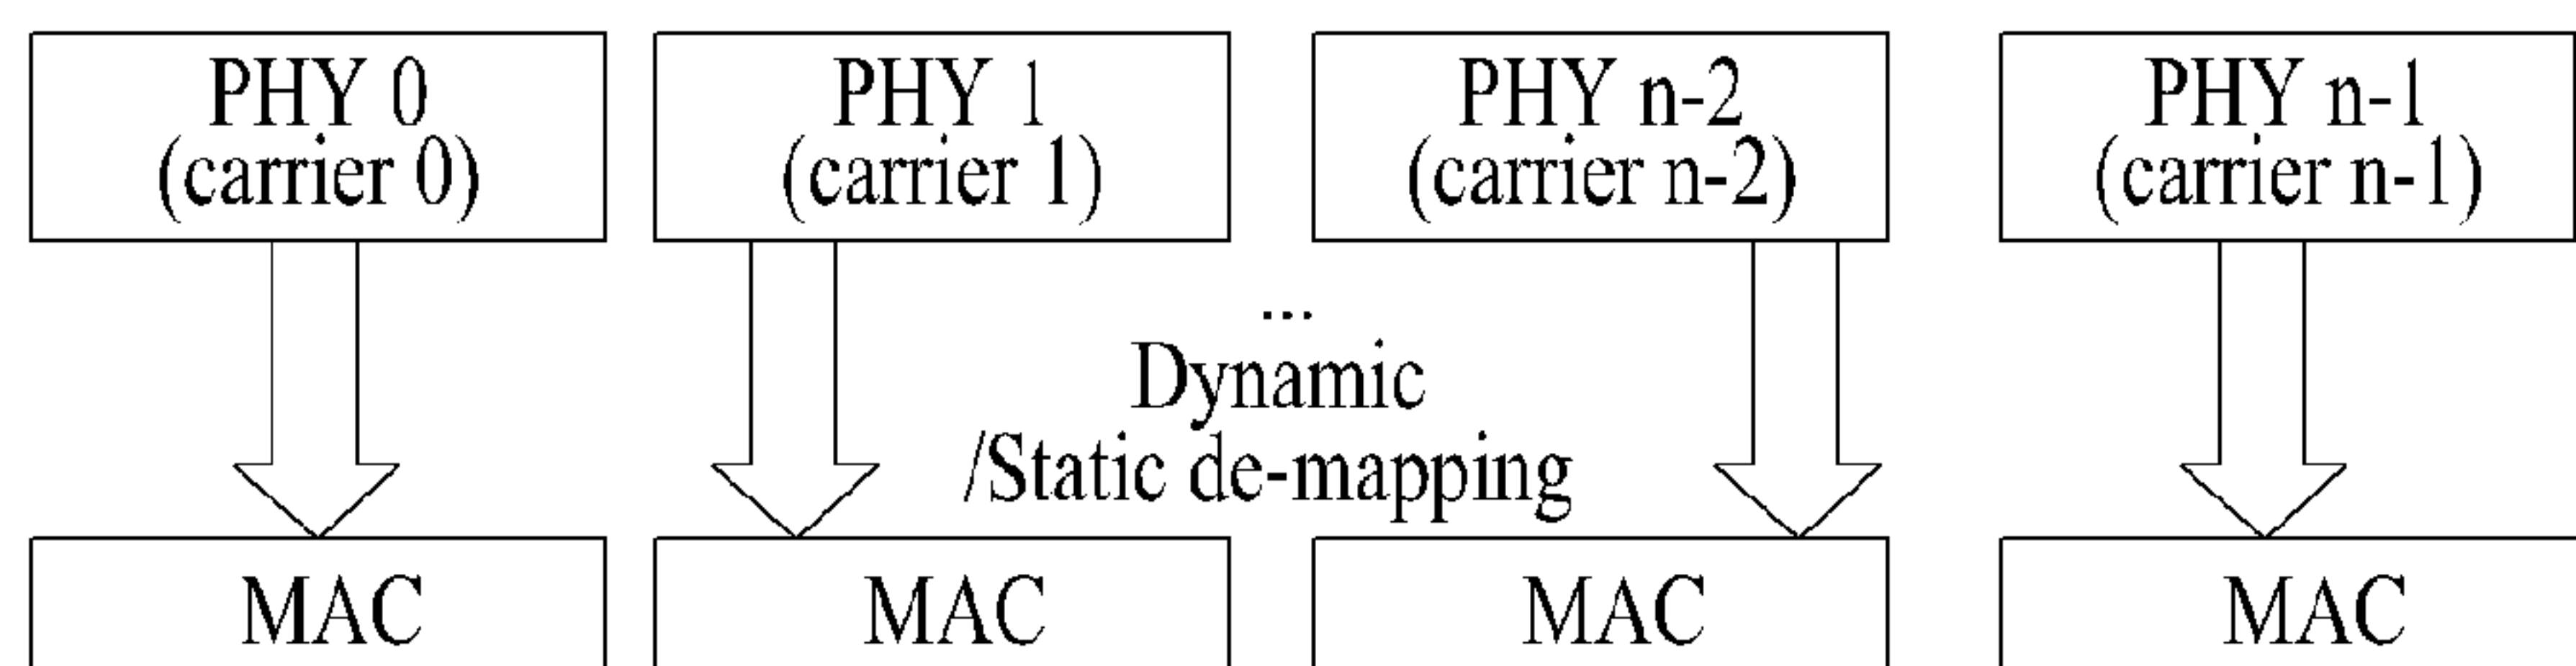 PHY 0
(carrier 0)
PHY 1
(carrier 1)
PHY n-2
(carrier n-2)
PHY n-1
(carrier n-1)
...
Dynamic
/Static de-mapping
MAC
MAC
MAC
MAC